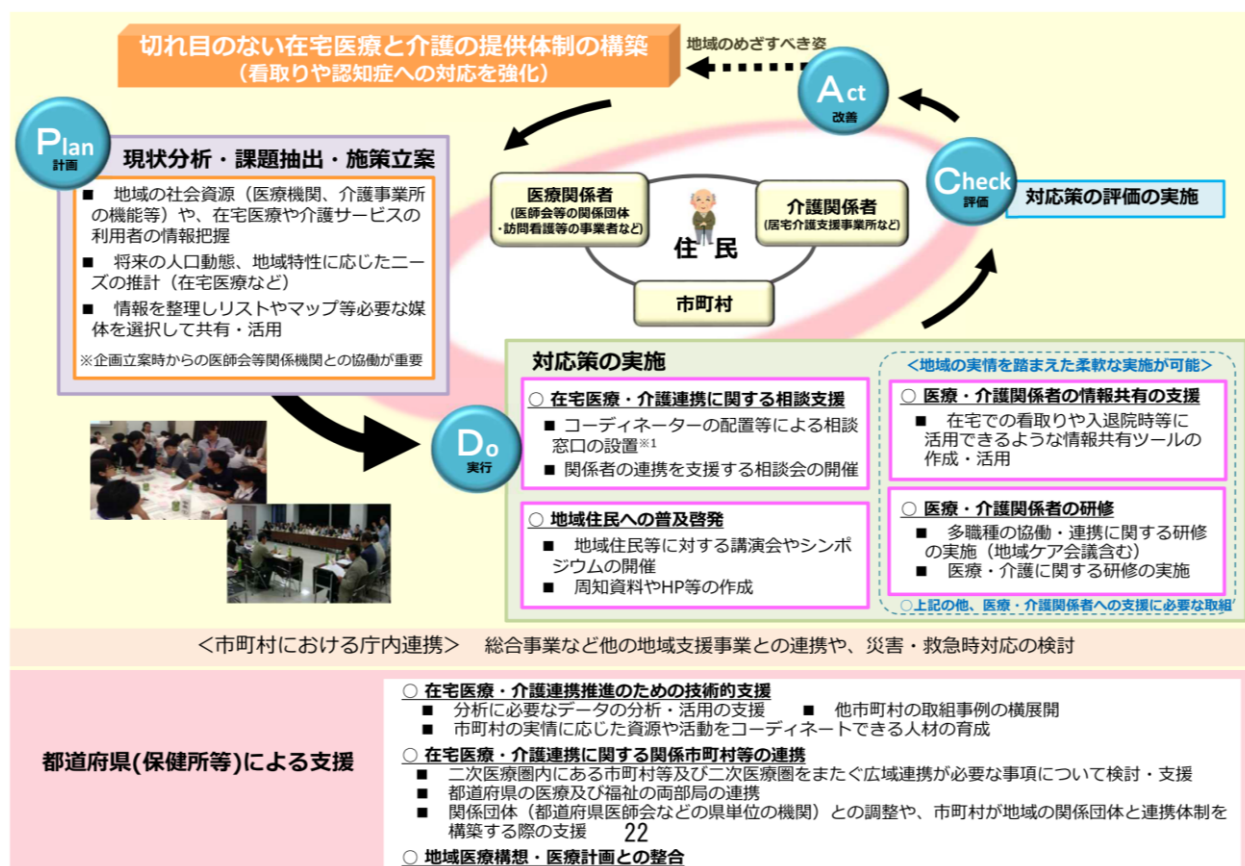 切れ目のない在宅医療と介護の提供体制の構築
（看取りや認知症への対応を強化）
地域のめざすべき姿
Act
改善
Plan
計画
現状分析・課題抽出・施策立案
■ 地域の社会資源（医療機関、介護事業所
の機能等）や、在宅医療や介護サービスの
利用者の情報把握
■ 将来の人口動態、地域特性に応じたニー
ズの推計（在宅医療など）
■ 情報を整理しリストやマップ等必要な媒
体を選択して共有・活用
※企画立案時からの医師会等関係機関との協働が重要
医療関係者
(医師会等の関係団体
・訪問看護等の事業者など)
介護関係者
(居宅介護支援事業所など)
住 民
市町村
Check
評価
対応策の評価の実施
Do
実行
対応策の実施
○ 在宅医療・介護連携に関する相談支援
■ コーディネーターの配置等による相談
窓口の設置※1
■ 関係者の連携を支援する相談会の開催
○ 地域住民への普及啓発
■ 地域住民等に対する講演会やシンポ
ジウムの開催
■ 周知資料やHP等の作成
＜地域の実情を踏まえた柔軟な実施が可能＞
○ 医療・介護関係者の情報共有の支援
■ 在宅での看取りや入退院時等に
活用できるような情報共有ツールの
作成・活用
○ 医療・介護関係者の研修
■ 多職種の協働・連携に関する研修
の実施（地域ケア会議含む）
■ 医療・介護に関する研修の実施
○上記の他、医療・介護関係者への支援に必要な取組
＜市町村における庁内連携＞ 総合事業など他の地域支援事業との連携や、災害・救急時対応の検討
都道府県(保健所等)による支援
○ 在宅医療・介護連携推進のための技術的支援
■ 分析に必要なデータの分析・活用の支援 ■ 他市町村の取組事例の横展開
■ 市町村の実情に応じた資源や活動をコーディネートできる人材の育成
○ 在宅医療・介護連携に関する関係市町村等の連携
■ 二次医療圏内にある市町村等及び二次医療圏をまたぐ広域連携が必要な事項について検討・支援
■ 都道府県の医療及び福祉の両部局の連携
■ 関係団体（都道府県医師会などの県単位の機関）との調整や、市町村が地域の関係団体と連携体制を
構築する際の支援
22
○ 地域医療構想・医療計画との整合